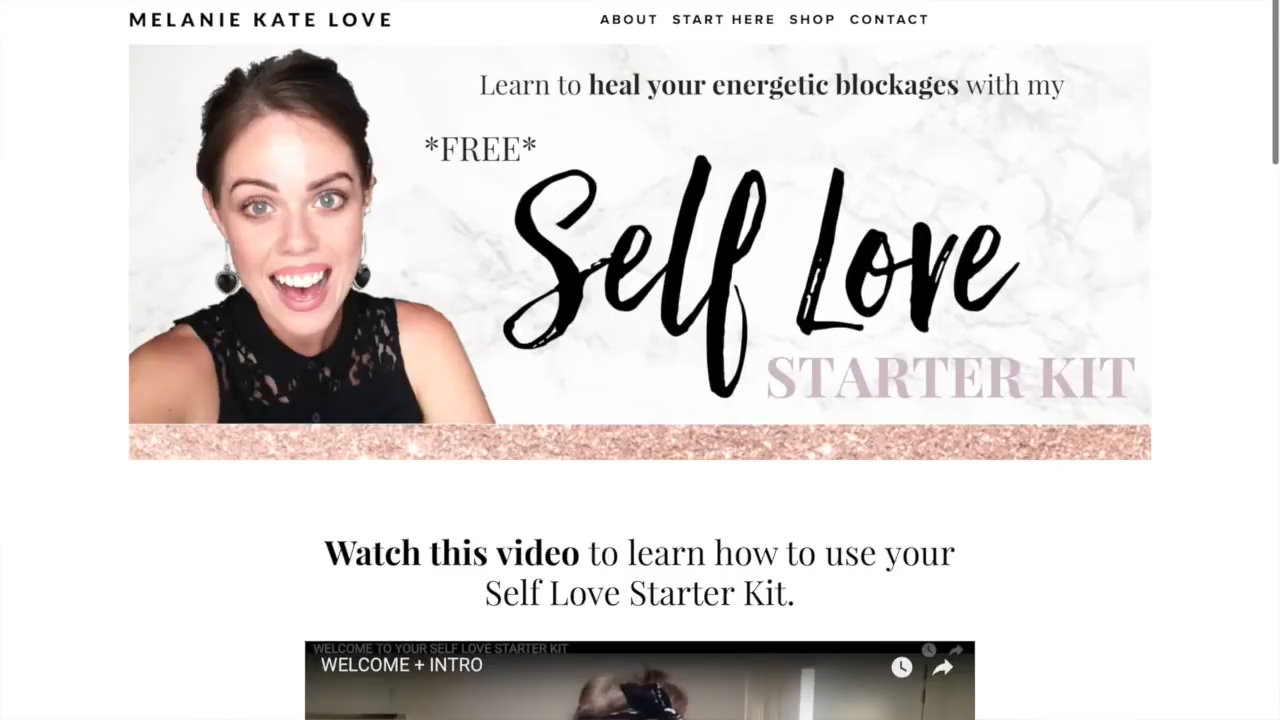 MELANIE KATE LOVE
ABOUT START HERE SHOP CONTACT
Learn to heal your energetic blockages with my
*FREE*
Self Love
STARTER KIT
Watch this video to learn how to use your
Self Love Starter Kit.
WELCOME TO YOUR SELF LOVE STARTER KIT
WELCOME + INTRO